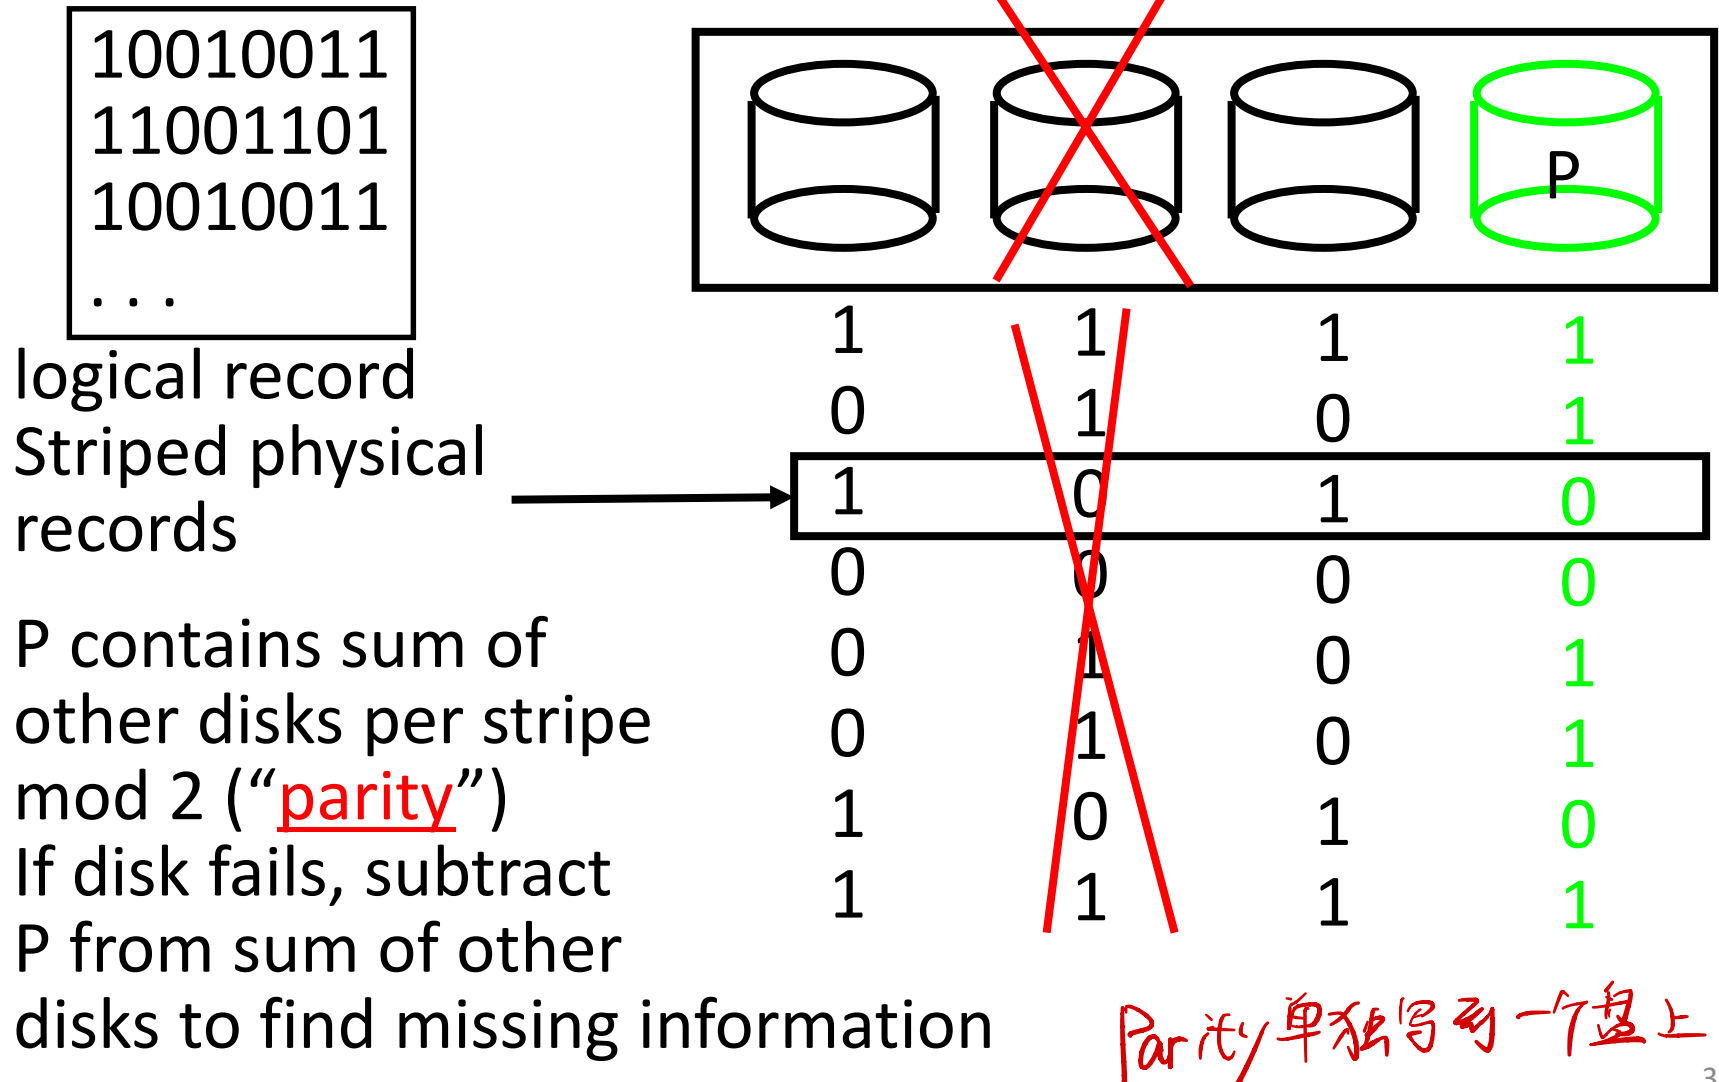 10010011
11001101
10010011
. . .
logical record
Striped physical
records
P contains sum of
other disks per stripe
mod 2 (“parity”)
If disk fails, subtract
P from sum of other
disks to find missing information
P
1 1 1 1
0 1 0 1
1 0 1 0
0 0 0 0
0 1 0 1
0 1 0 1
1 0 1 0
1 1 1 1
Parity单独写到一个盘上
3